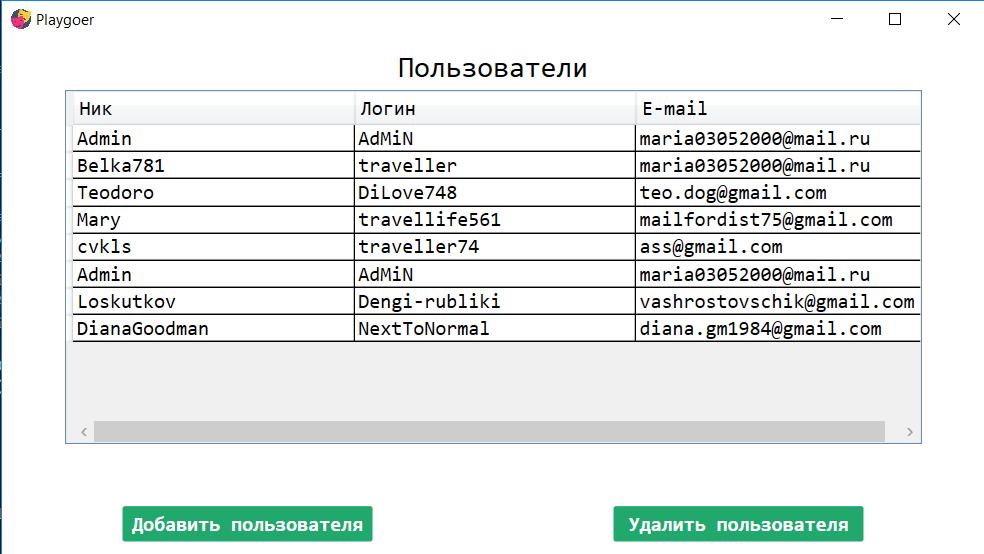 Playgoer
Пользователи
Ник Логин E-mail
Admin AdMiN maria03052000@mail.ru
Belka781 traveller maria03052000@mail.ru
Teodoro DiLove748 teo.dog@gmail.com
Mary travellife561 mailfordist75@gmail.com
cvkls traveller74 ass@gmail.com
Admin AdMiN maria03052000@mail.ru
Loskutkov Dengi-rubliki vashrostovschik@gmail.com
DianaGoodman NextToNormal diana.gm1984@gmail.com
Добавить пользователя Удалить пользователя